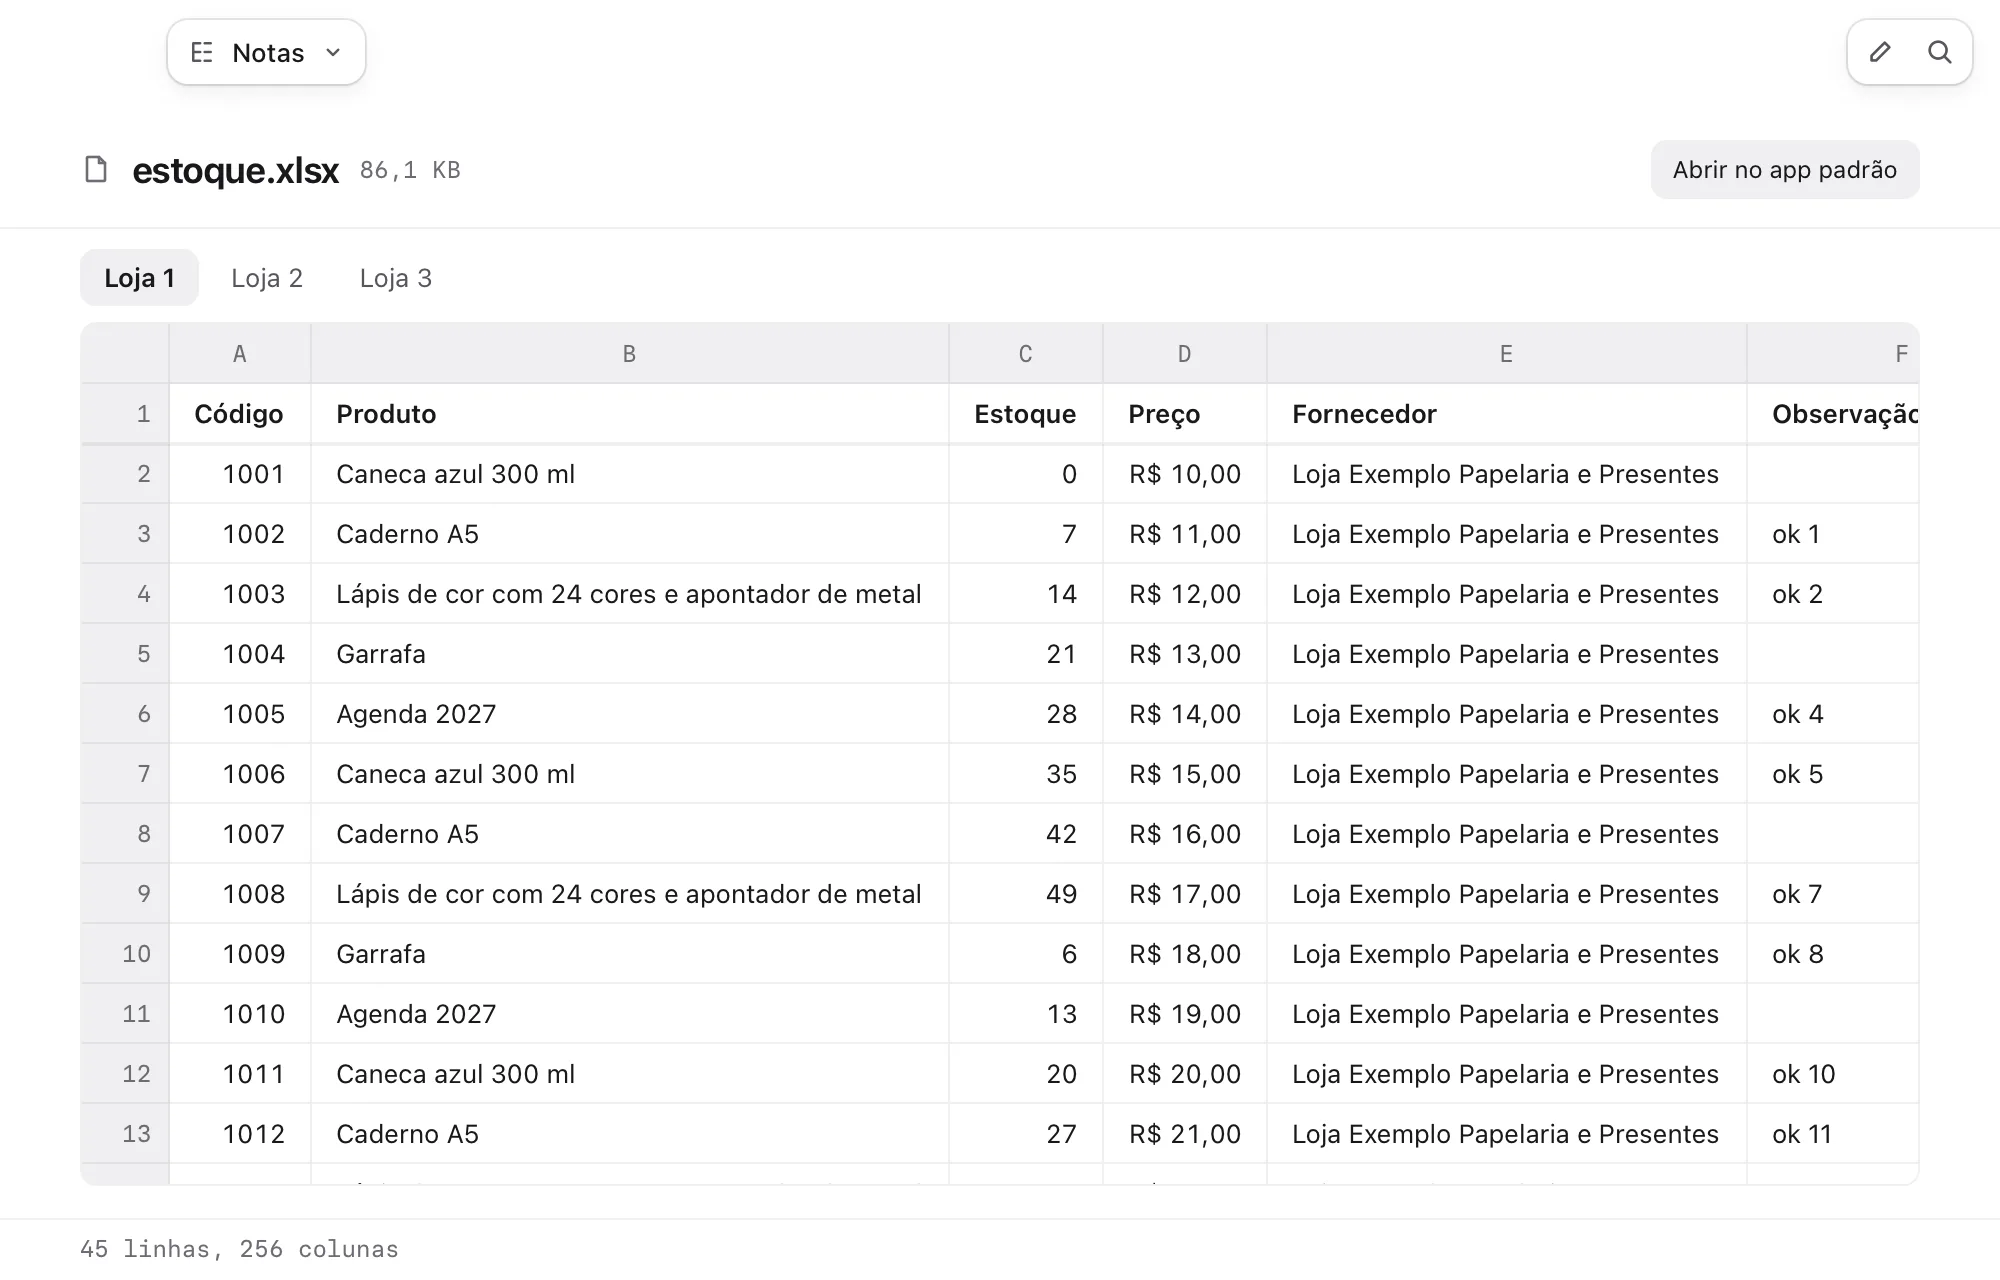 Notas
estoque.xlsx 86,1 KB
Abrir no app padrão
Loja 1 Loja 2 Loja 3
A B C D E F
1 Código Produto Estoque Preço Fornecedor Observação
2 1001 Caneca azul 300 ml 0 R$ 10,00 Loja Exemplo Papelaria e Presentes
3 1002 Caderno A5 7 R$ 11,00 Loja Exemplo Papelaria e Presentes ok 1
4 1003 Lápis de cor com 24 cores e apontador de metal 14 R$ 12,00 Loja Exemplo Papelaria e Presentes ok 2
5 1004 Garrafa 21 R$ 13,00 Loja Exemplo Papelaria e Presentes
6 1005 Agenda 2027 28 R$ 14,00 Loja Exemplo Papelaria e Presentes ok 4
7 1006 Caneca azul 300 ml 35 R$ 15,00 Loja Exemplo Papelaria e Presentes ok 5
8 1007 Caderno A5 42 R$ 16,00 Loja Exemplo Papelaria e Presentes
9 1008 Lápis de cor com 24 cores e apontador de metal 49 R$ 17,00 Loja Exemplo Papelaria e Presentes ok 7
10 1009 Garrafa 6 R$ 18,00 Loja Exemplo Papelaria e Presentes ok 8
11 1010 Agenda 2027 13 R$ 19,00 Loja Exemplo Papelaria e Presentes
12 1011 Caneca azul 300 ml 20 R$ 20,00 Loja Exemplo Papelaria e Presentes ok 10
13 1012 Caderno A5 27 R$ 21,00 Loja Exemplo Papelaria e Presentes ok 11
45 linhas, 256 colunas